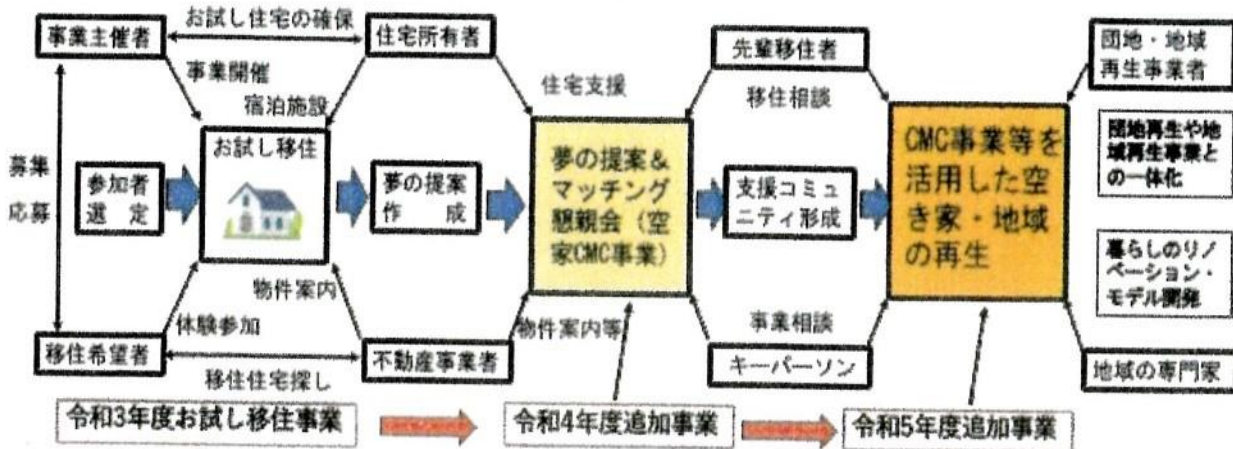 お試し住宅の確保
事業主催者
住宅所有者
先輩移住者
団地・地域
再生事業者
事業開催
宿泊施設
住宅支援
移住相談
募集
応募
参加者
選　定
お試し移住
夢の提案
作　成
夢の提案＆
マッチング
懇親会（空
家CMC事業）
支援コミュ
ニティ形成
CMC事業等を
活用した空
き家・地域
の再生
団地再生や地
域再生事業と
の一体化
暮らしのリノ
ベーション・
モデル開発
物件案内
体験参加
物件案内等
事業相談
移住希望者
不動産事業者
キーパーソン
地域の専門家
移住住宅探し
令和3年度お試し移住事業
令和4年度追加事業
令和5年度追加事業